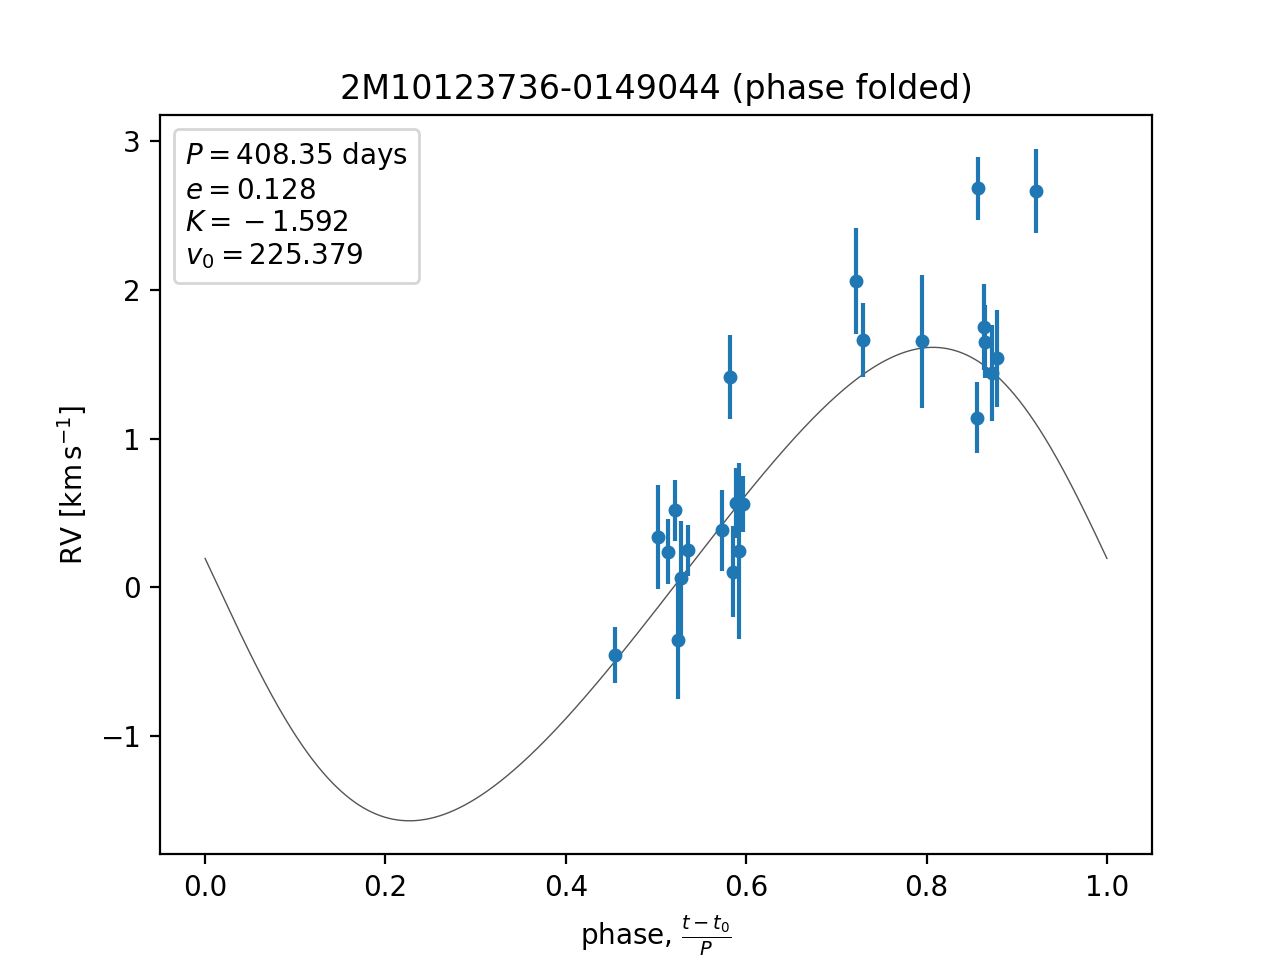 2M10123736-0149044 (phase folded)
P = 408.35 days
e = 0.128
K = −1.592
v₀ = 225.379
3
2
1
0
−1
RV [km s⁻¹]
0.0 0.2 0.4 0.6 0.8 1.0
phase, (t − t₀)/P